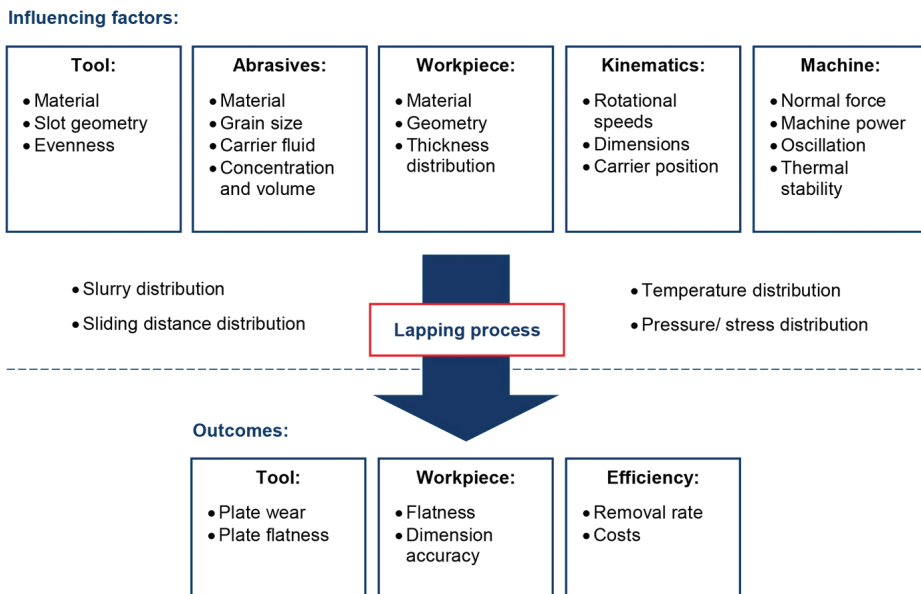 Influencing factors:
Tool:
• Material
• Slot geometry
• Evenness
Abrasives:
• Material
• Grain size
• Carrier fluid
• Concentration
and volume
Workpiece:
• Material
• Geometry
• Thickness
distribution
Kinematics:
• Rotational
speeds
• Dimensions
• Carrier position
Machine:
• Normal force
• Machine power
• Oscillation
• Thermal
stability
• Slurry distribution
• Sliding distance distribution
Lapping process
• Temperature distribution
• Pressure/ stress distribution
Outcomes:
Tool:
• Plate wear
• Plate flatness
Workpiece:
• Flatness
• Dimension
accuracy
Efficiency:
• Removal rate
• Costs